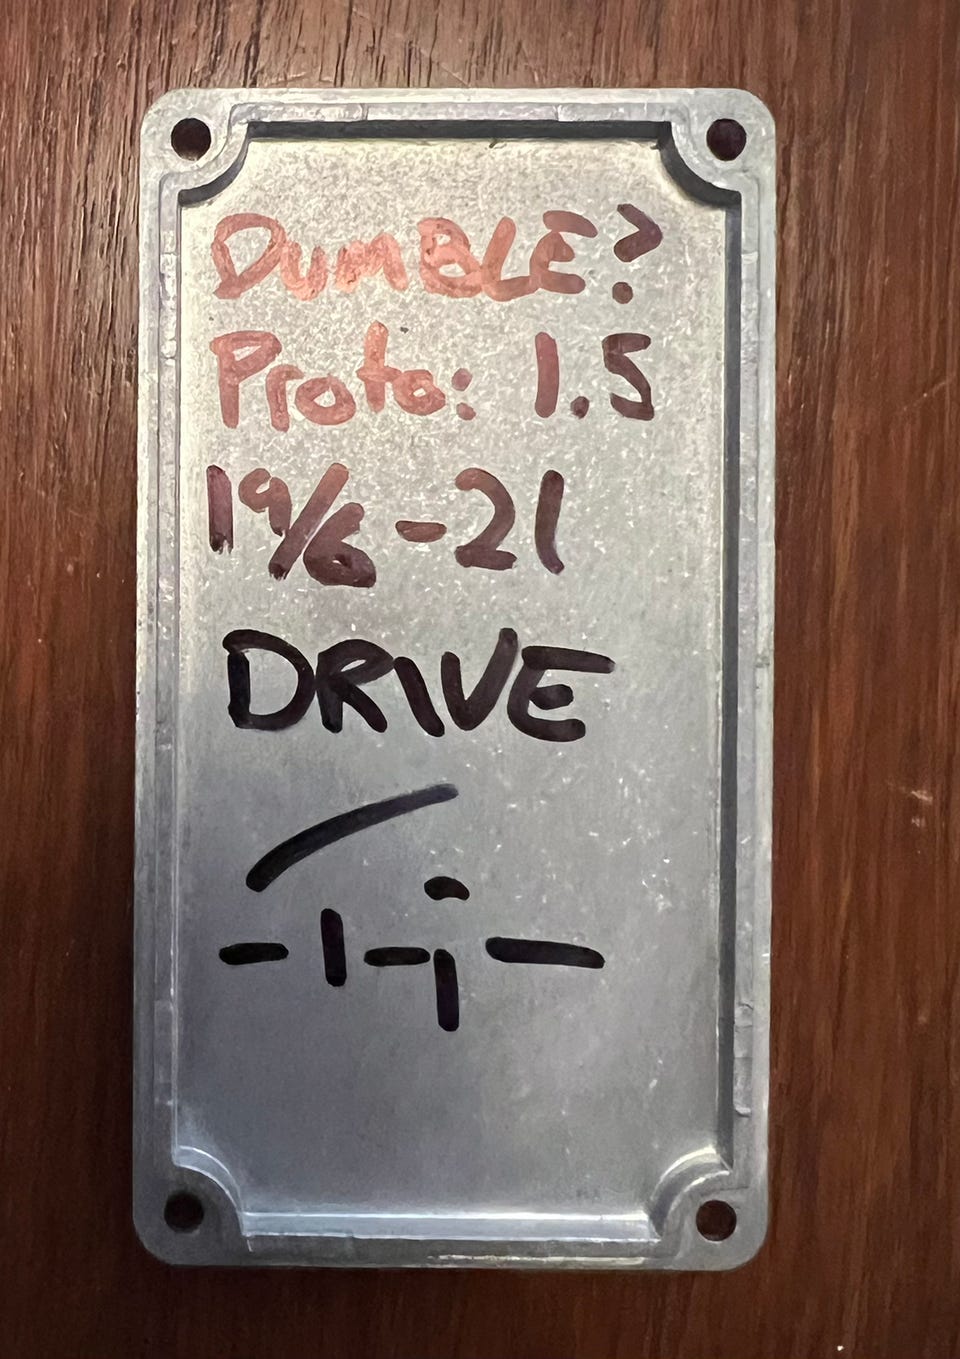 DUMBLE?
Proto: 1.5
19/6-21
DRIVE